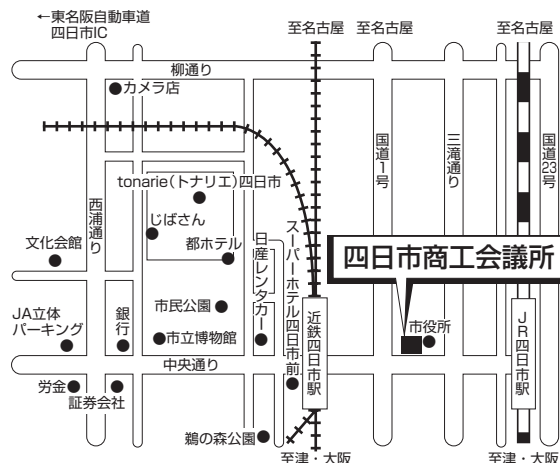 ←東名阪自動車道
四日市IC
至名古屋
至名古屋
至名古屋
柳通り
カメラ店
国道1号
三滝通り
国道23号
tonarie(トナリエ)四日市
西浦通り
じばさん
文化会館
都ホテル
日産レンタカー
スーパーホテル四日市前
四日市商工会議所
JA立体
パーキング
銀行
市民公園
市立博物館
近鉄四日市駅
市役所
JR四日市駅
中央通り
労金
証券会社
鵜の森公園
至津・大阪
至津・大阪